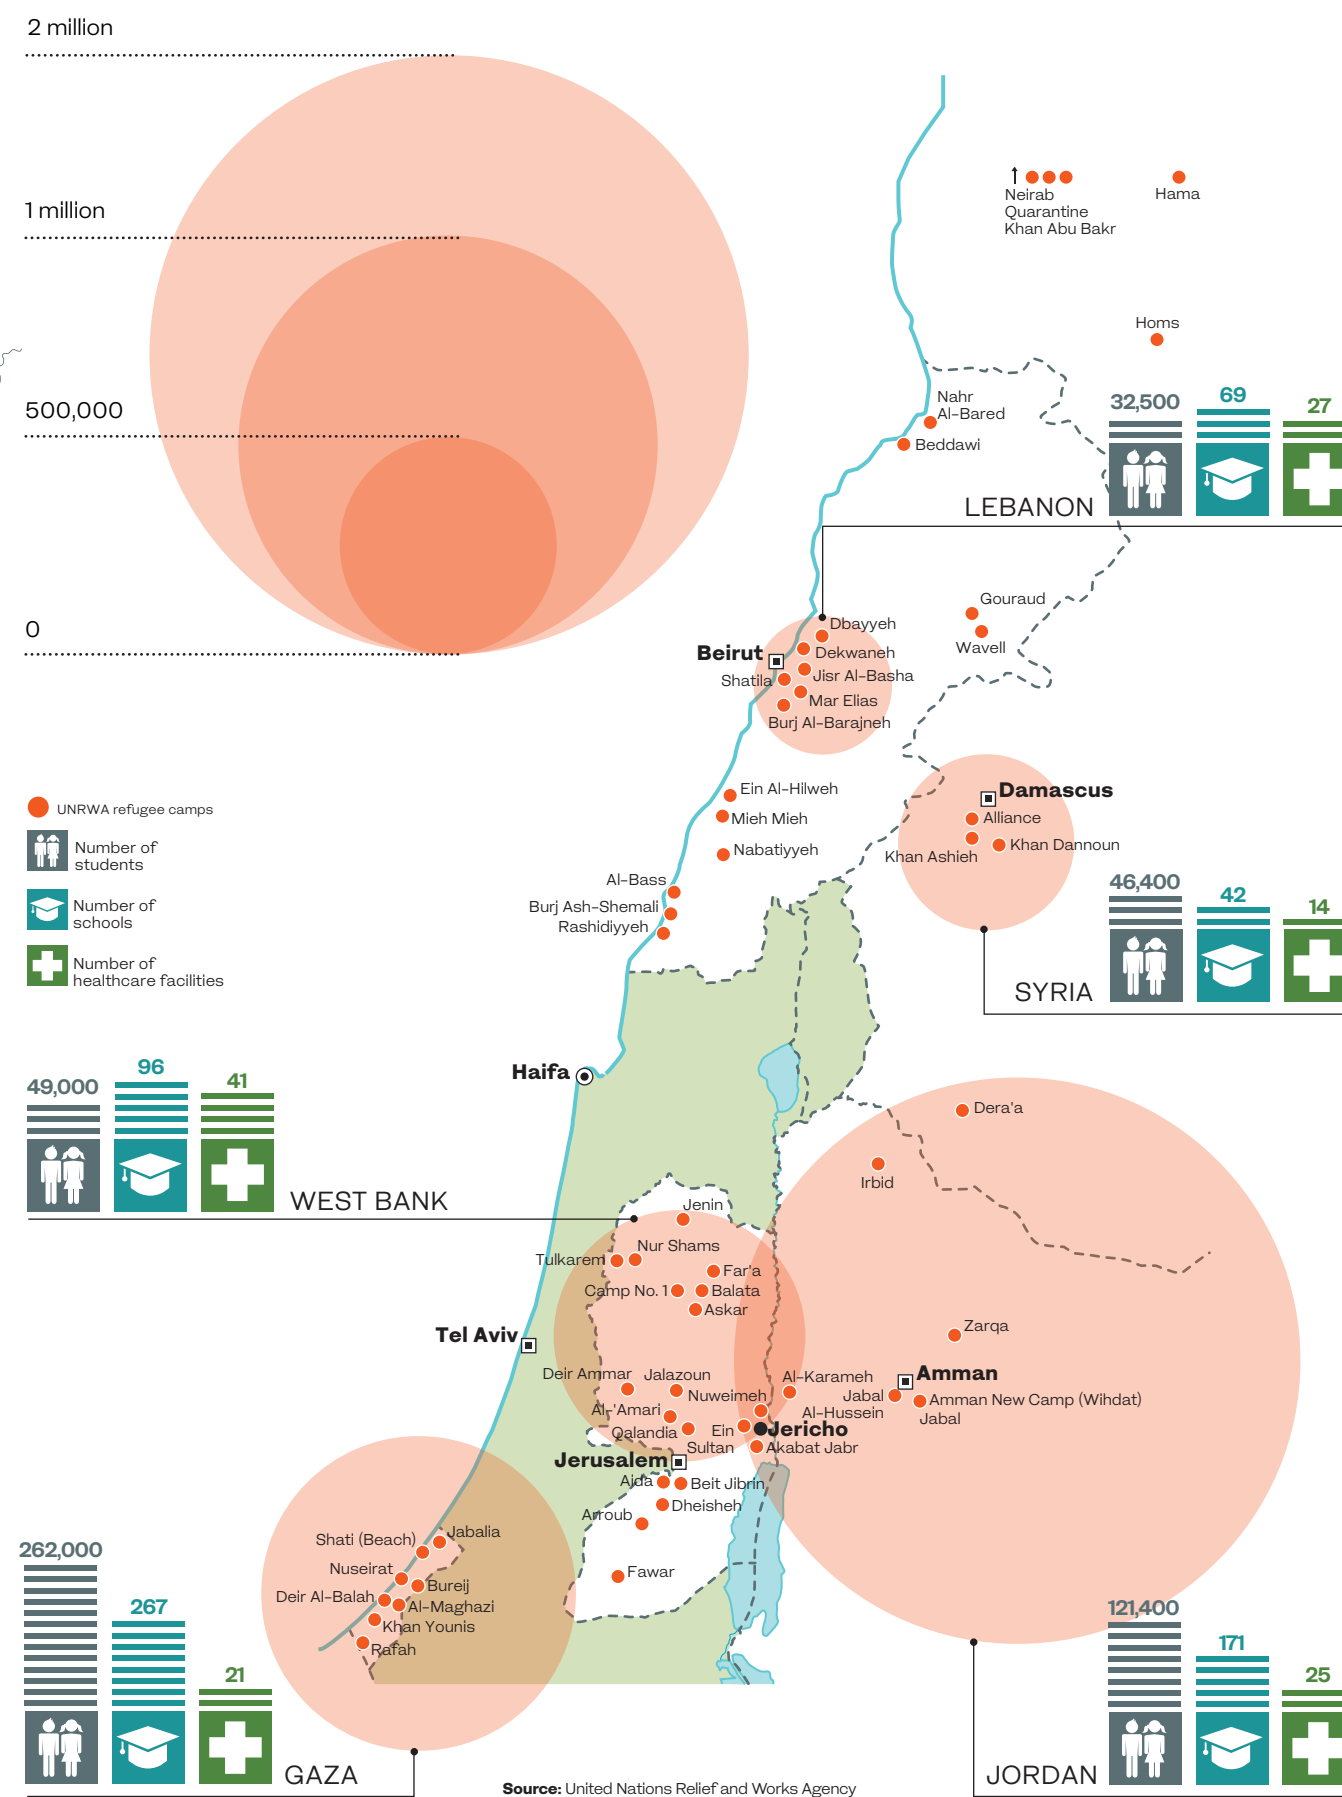 2 million
1 million
500,000
0
Neirab
Quarantine
Khan Abu Bakr
Hama
Homs
Nahr
Al-Bared
Beddawi
32,500
69
27
LEBANON
Gouraud
Wavell
Dbayyeh
Beirut
Dekwaneh
Shatila
Jisr Al-Basha
Mar Elias
Burj Al-Barajneh
Ein Al-Hilweh
Mieh Mieh
Nabatiyyeh
Damascus
Alliance
Khan Dannoun
Khan Ashieh
UNRWA refugee camps
Number of
students
Number of
schools
Number of
healthcare facilities
Al-Bass
Burj Ash-Shemali
Rashidiyyeh
46,400
42
14
SYRIA
Haifa
49,000
96
41
WEST BANK
Dera'a
Irbid
Jenin
Nur Shams
Tulkarem
Far'a
Camp No. 1
Balata
Askar
Tel Aviv
Zarqa
Deir Ammar
Jalazoun
Nuweimeh
Al-Karameh
Amman
Jabal
Al-Hussein
Amman New Camp (Wihdat)
Jabal
Al-'Amari
Qalandia
Ein
Sultan
Jericho
Akabat Jabr
Jerusalem
Aida
Beit Jibrin
Dheisheh
Arroub
Fawar
Shati (Beach)
Jabalia
Nuseirat
Bureij
Deir Al-Balah
Al-Maghazi
Khan Younis
Rafah
262,000
267
21
GAZA
121,400
171
25
JORDAN
Source: United Nations Relief and Works Agency